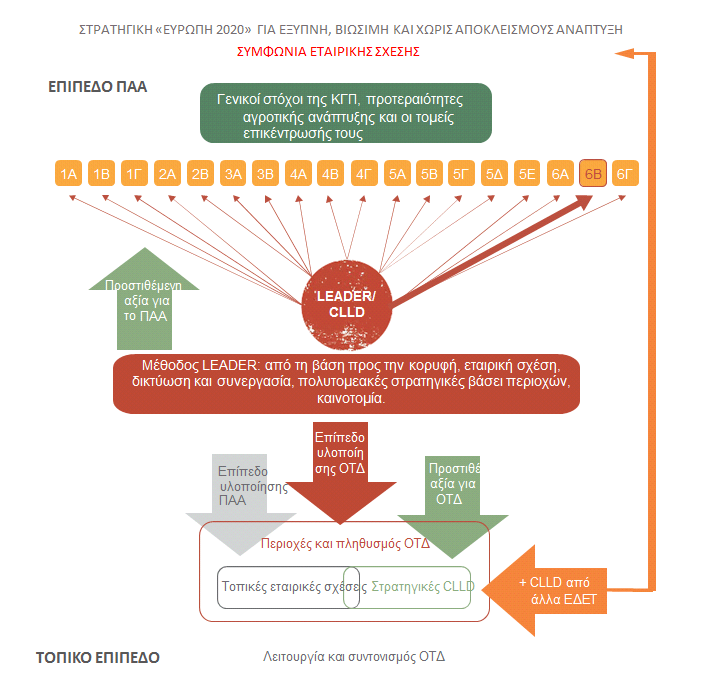 ΣΤΡΑΤΗΓΙΚΗ «ΕΥΡΩΠΗ 2020» ΓΙΑ ΕΞΥΠΝΗ, ΒΙΩΣΙΜΗ ΚΑΙ ΧΩΡΙΣ ΑΠΟΚΛΕΙΣΜΟΥΣ ΑΝΑΠΤΥΞΗ
ΣΥΜΦΩΝΙΑ ΕΤΑΙΡΙΚΗΣ ΣΧΕΣΗΣ
ΕΠΙΠΕΔΟ ΠΑΑ
Γενικοί στόχοι της ΚΓΠ, προτεραιότητες
αγροτικής ανάπτυξης και οι τομείς
επικέντρωσής τους
1Α 1Β 1Γ 2Α 2Β 3Α 3Β 4Α 4Β 4Γ 5Α 5Β 5Γ 5Δ 5Ε 6Α 6Β 6Γ
LEADER/
CLLD
Προστιθέμενη
αξία για
το ΠΑΑ
Μέθοδος LEADER: από τη βάση προς την κορυφή, εταιρική σχέση,
δικτύωση και συνεργασία, πολυτομεακές στρατηγικές βάσει περιοχών,
καινοτομία.
Επίπεδο
υλοποίη
σης ΟΤΔ
Επίπεδο
υλοποίησης
ΠΑΑ
Προστιθέ
αξία για
ΟΤΔ
Περιοχές και πληθυσμός ΟΤΔ
Τοπικές εταιρικές σχέσεις Στρατηγικές CLLD
+ CLLD από
άλλα ΕΔΕΤ
ΤΟΠΙΚΟ ΕΠΙΠΕΔΟ
Λειτουργία και συντονισμός ΟΤΔ